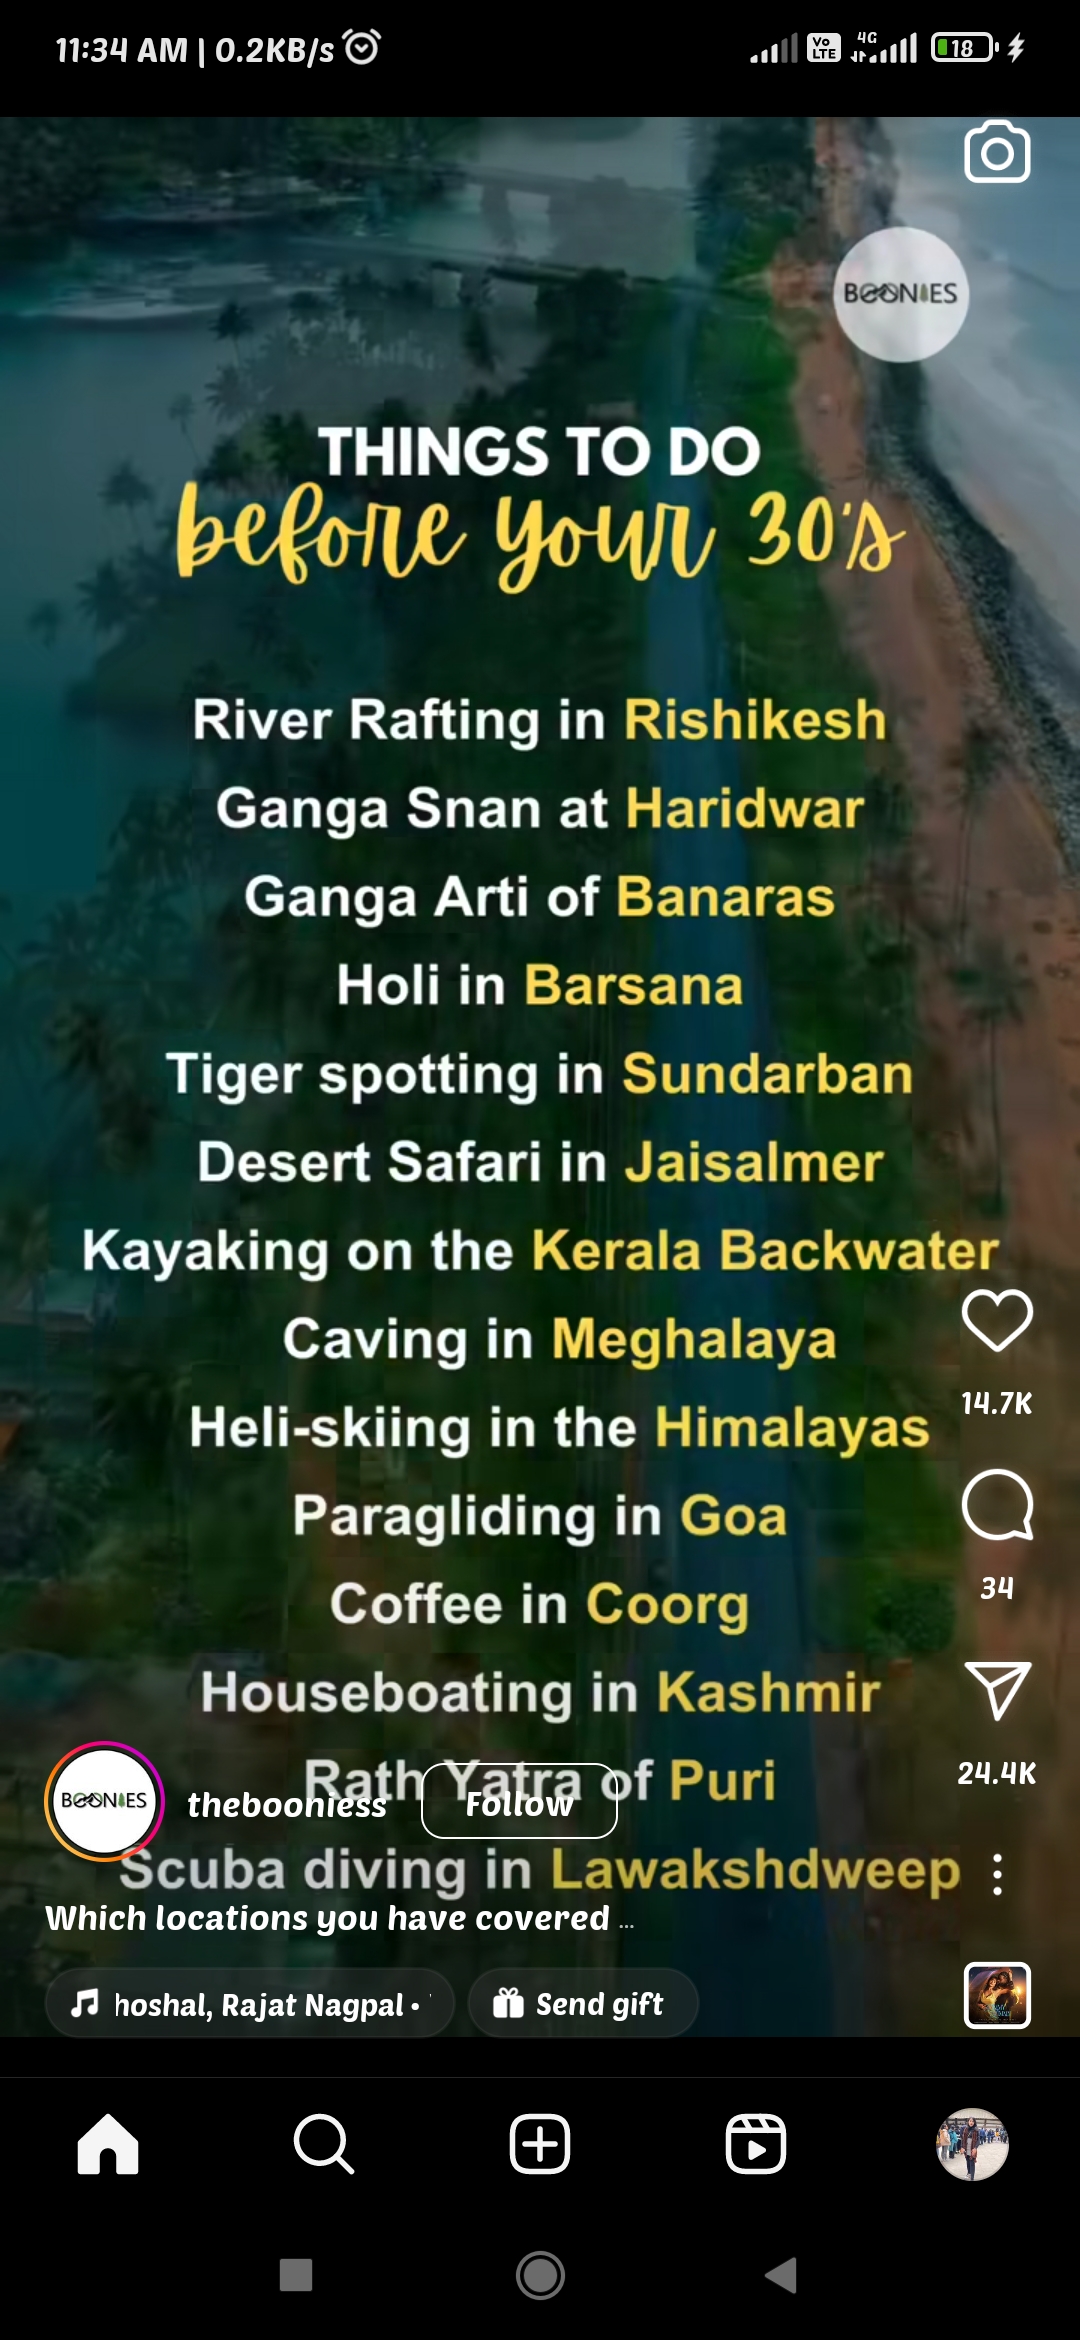 11:34 AM | 0.2KB/s
Vo LTE 4G 18
BOONIES
THINGS TO DO
before your 30's
River Rafting in Rishikesh
Ganga Snan at Haridwar
Ganga Arti of Banaras
Holi in Barsana
Tiger spotting in Sundarban
Desert Safari in Jaisalmer
Kayaking on the Kerala Backwater
Caving in Meghalaya
14.7K
Heli-skiing in the Himalayas
Paragliding in Goa
34
Coffee in Coorg
Houseboating in Kashmir
24.4K
Rath Yatra of Puri
BOONIES
thebooniess Follow
Scuba diving in Lawakshdweep
Which locations you have covered ...
hoshal, Rajat Nagpal •
Send gift